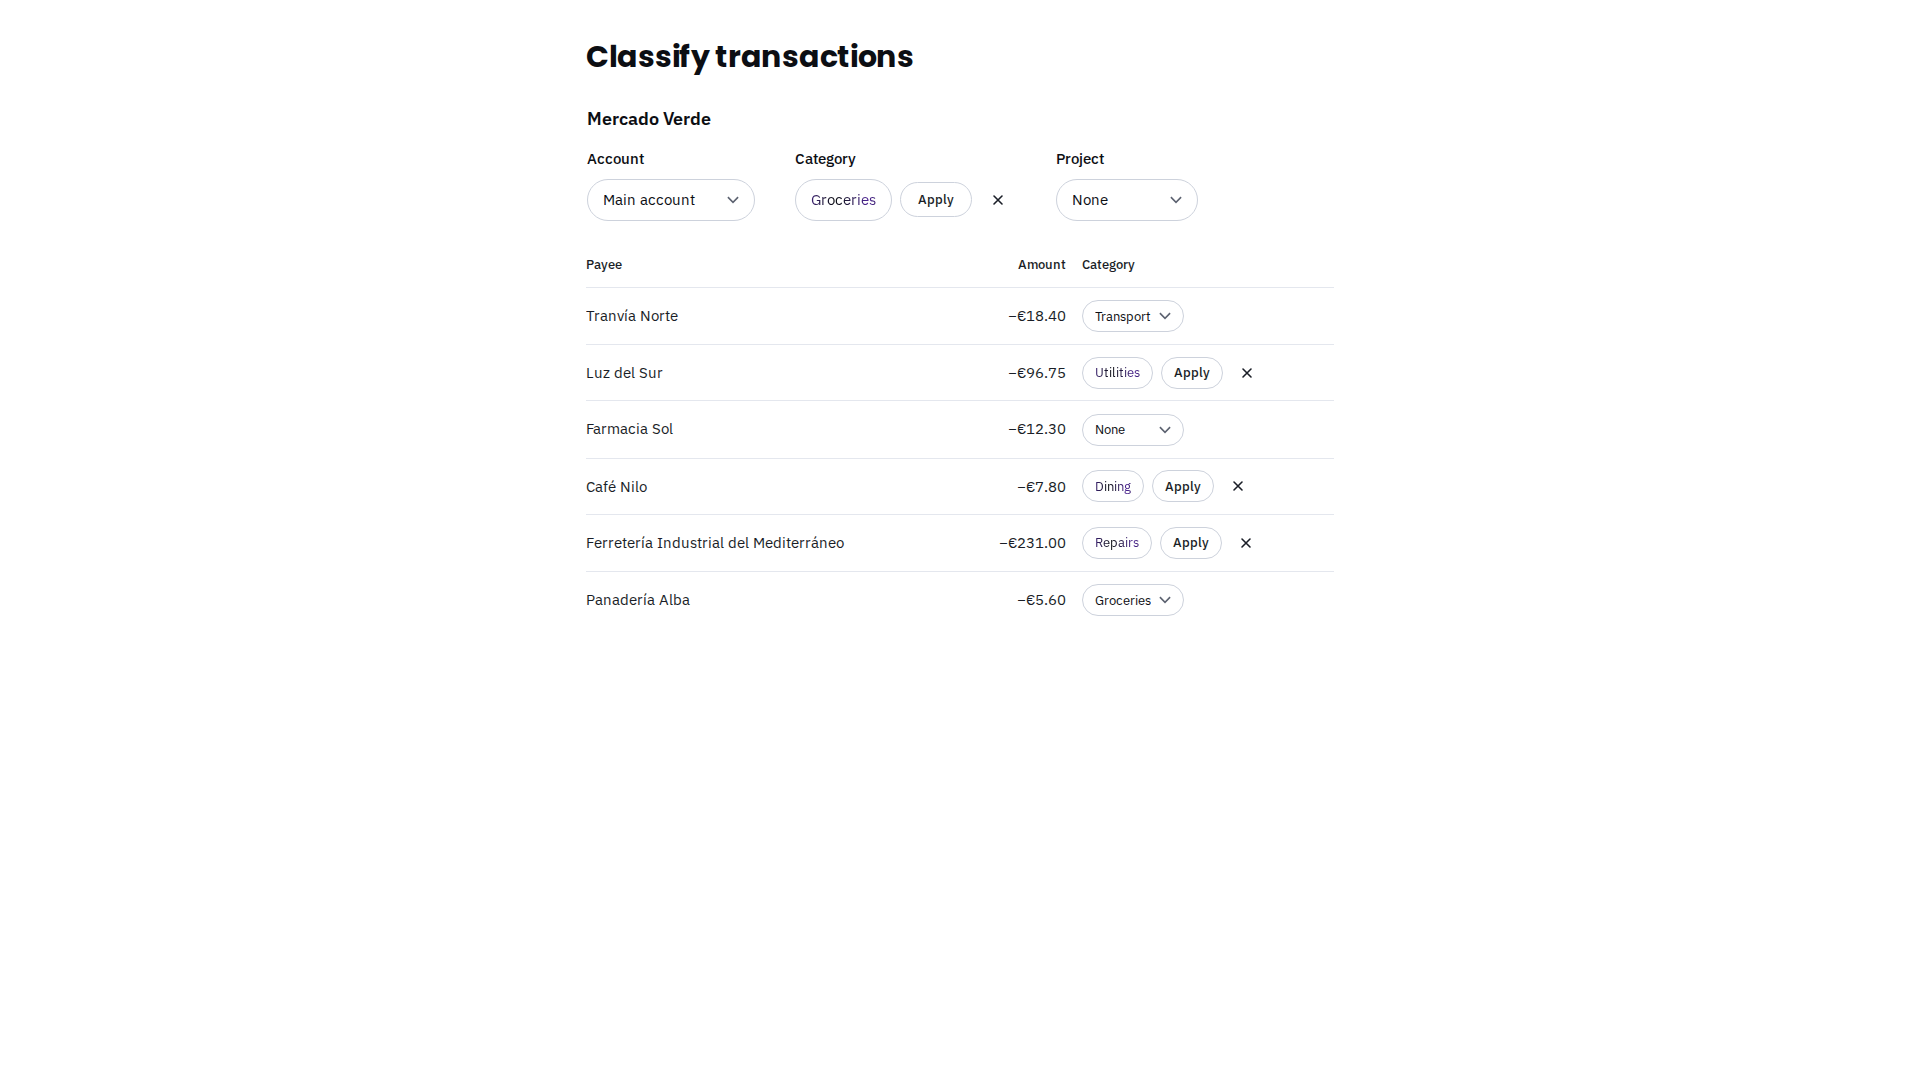 Classify transactions
Mercado Verde
Account Category Project
Main account Groceries Apply None
Payee Amount Category
Tranvía Norte −€18.40 Transport
Luz del Sur −€96.75 Utilities Apply
Farmacia Sol −€12.30 None
Café Nilo −€7.80 Dining Apply
Ferretería Industrial del Mediterráneo −€231.00 Repairs Apply
Panadería Alba −€5.60 Groceries